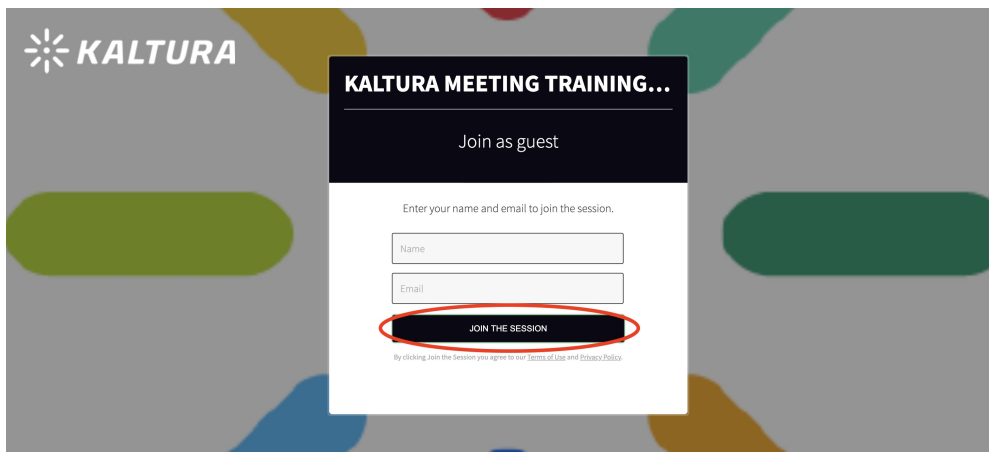 KALTURA
KALTURA MEETING TRAINING...
Join as guest
Enter your name and email to join the session.
Name
Email
JOIN THE SESSION
By clicking Join the Session you agree to our Terms of Use and Privacy Policy.